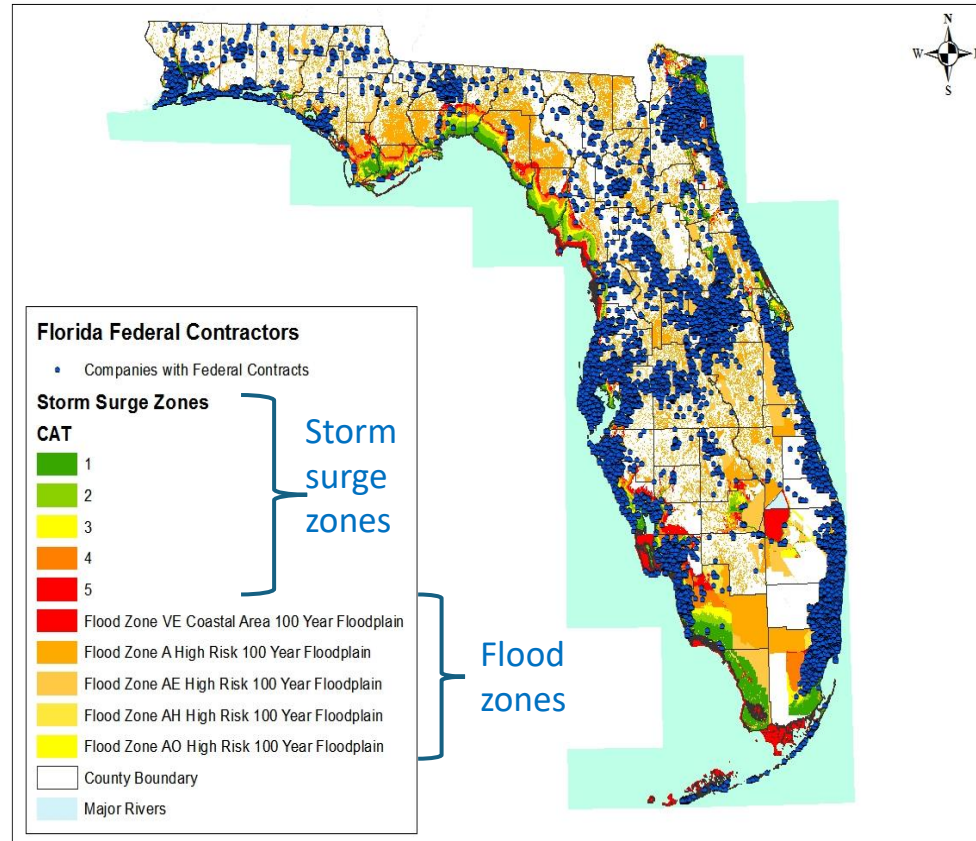 N
W
E
S
Florida Federal Contractors
Companies with Federal Contracts
Storm Surge Zones
CAT
1
2
3
4
5
Flood Zone VE Coastal Area 100 Year Floodplain
Flood Zone A High Risk 100 Year Floodplain
Flood Zone AE High Risk 100 Year Floodplain
Flood Zone AH High Risk 100 Year Floodplain
Flood Zone AO High Risk 100 Year Floodplain
County Boundary
Major Rivers
Storm
surge
zones
Flood
zones